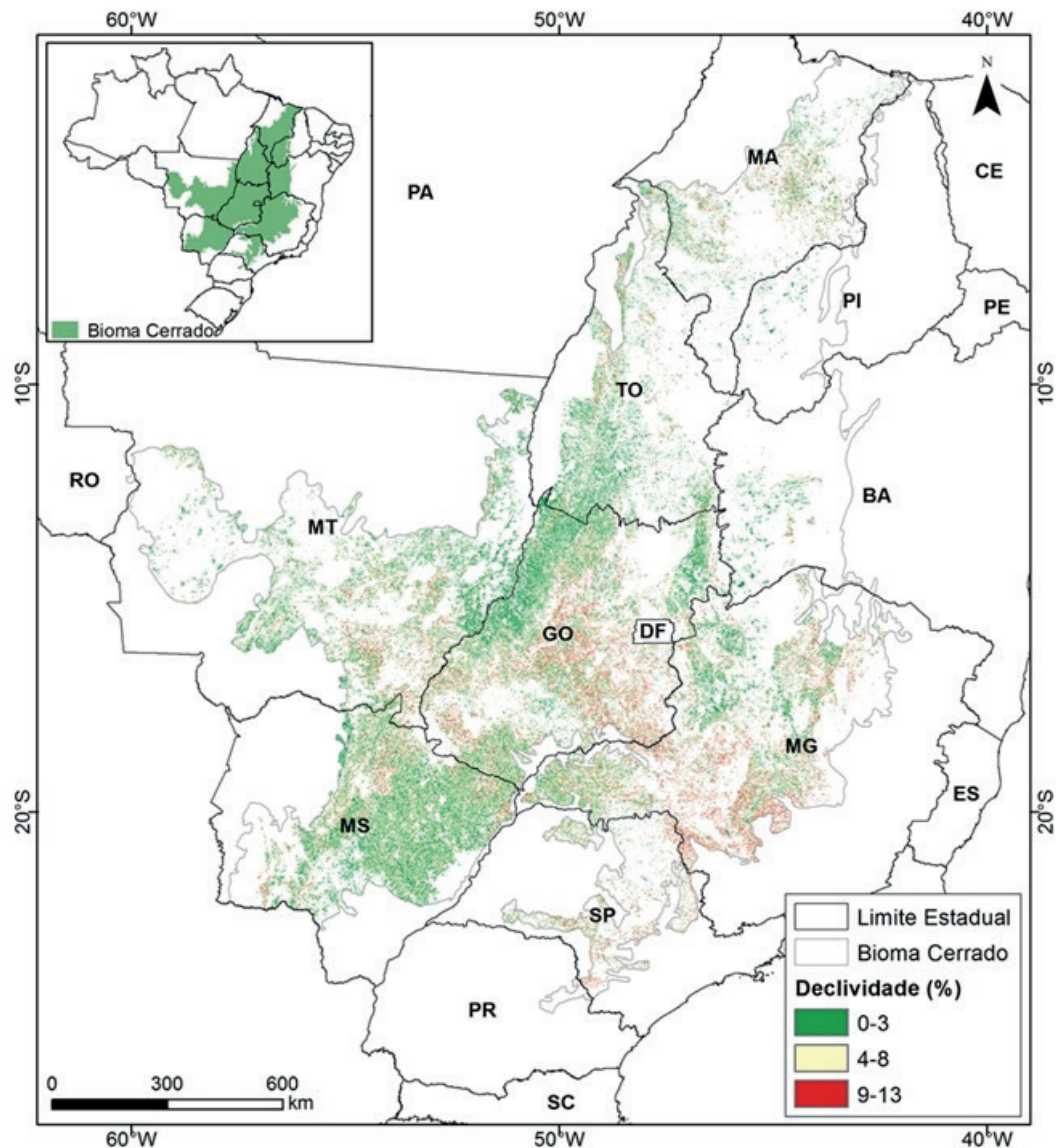 60°W
50°W
40°W
N
Bioma Cerrado
PA
MA
CE
PI
PE
10°S
10°S
TO
RO
BA
MT
GO
DF
MG
ES
20°S
20°S
MS
SP
PR
SC
Limite Estadual
Bioma Cerrado
Declividade (%)
0-3
4-8
9-13
0
300
600
km
60°W
50°W
40°W